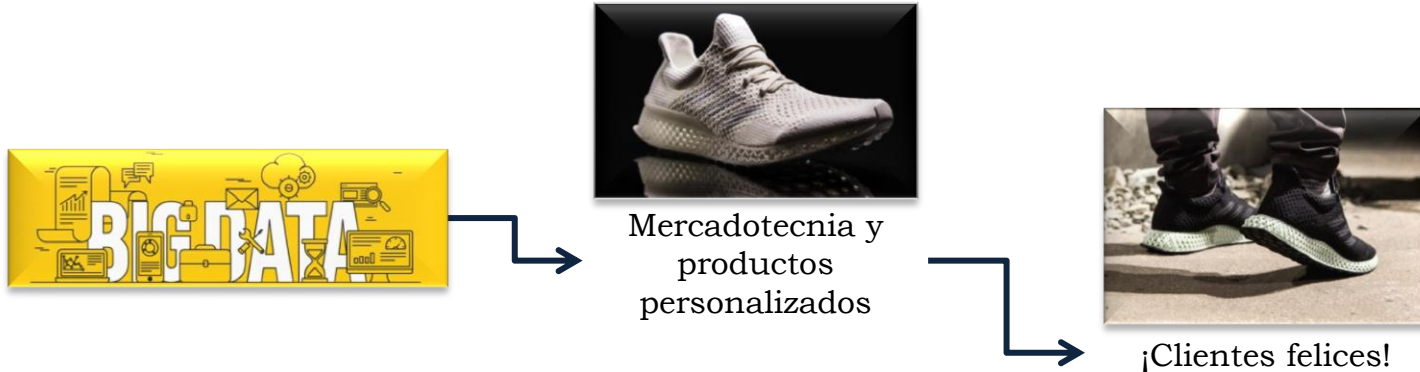 BIG DATA
Mercadotecnia y
productos
personalizados
¡Clientes felices!